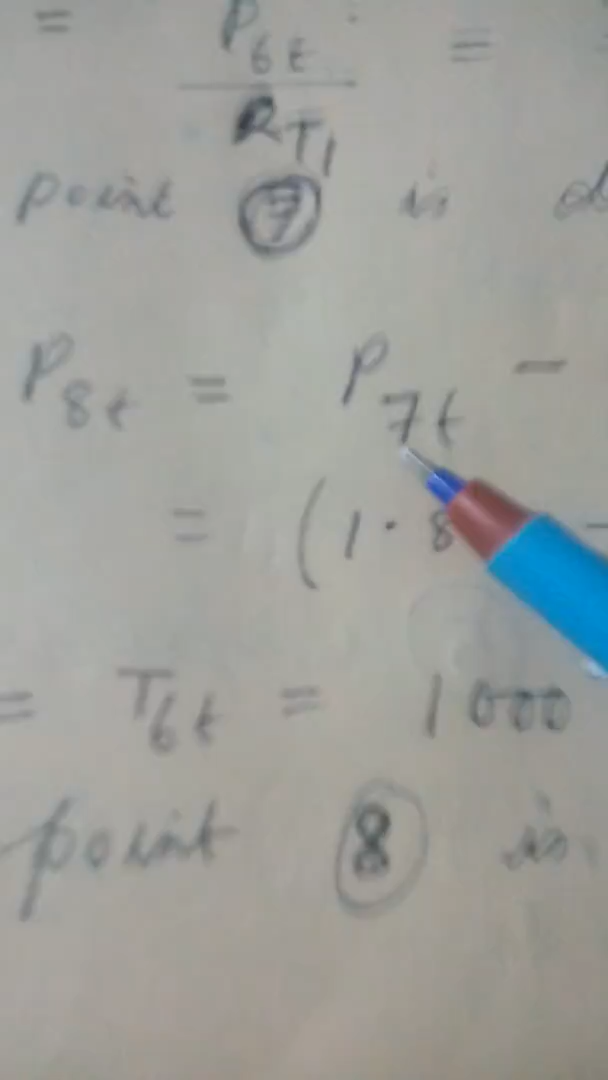 = P6t =
RT1
point 7 is d
P8t = P7t -
= (1.8 -
= T6t = 1000
point 8 is